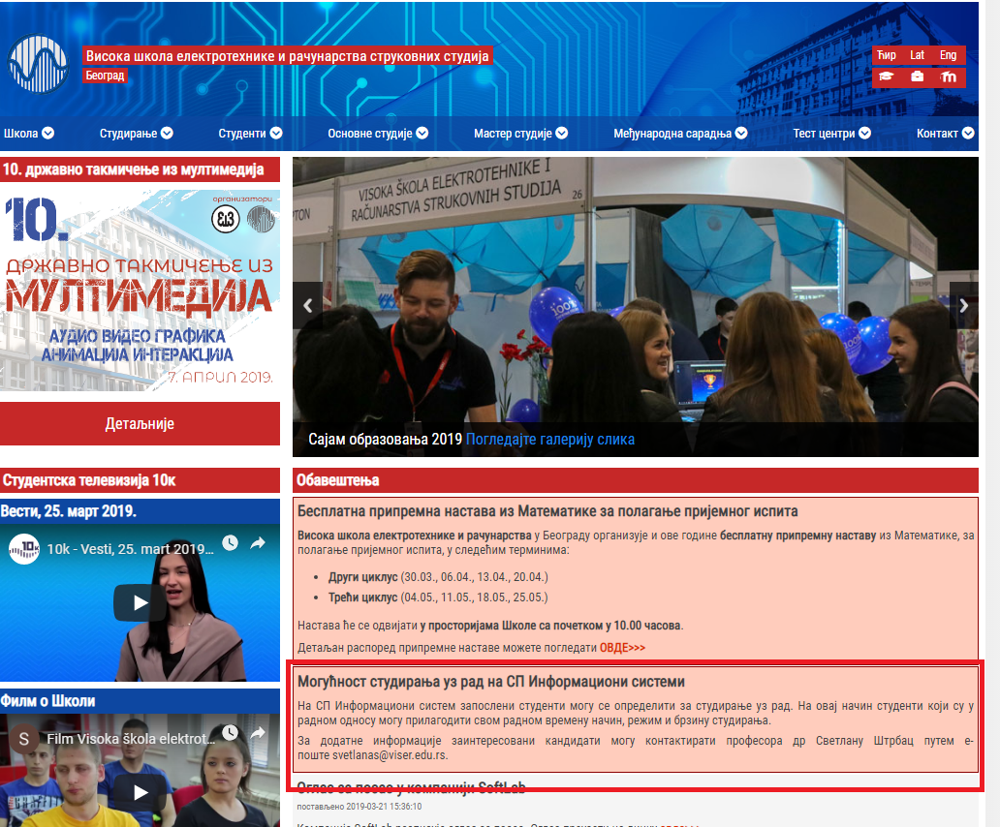 Висока школа електротехнике и рачунарства струковних студија
Београд
Ћир Lat Eng
Школа
Студирање
Студенти
Основне студије
Мастер студије
Међународна сарадња
Тест центри
Контакт
10. државно такмичење из мултимедија
организатори
10.
ДРЖАВНО ТАКМИЧЕЊЕ ИЗ
МУЛТИМЕДИЈА
АУДИО ВИДЕО ГРАФИКА
АНИМАЦИЈА ИНТЕРАКЦИЈА
7. АПРИЛ 2019.
Детаљније
VISOKA ŠKOLA ELEKTROTEHNIKE I
RAČUNARSTVA STRUKOVNIH STUDIJA 26
Сајам образовања 2019 Погледајте галерију слика
Студентска телевизија 10к
Вести, 25. март 2019.
10k - Vesti, 25. mart 2019...
Филм о Школи
S Film Visoka škola elektrot...
Обавештења
Бесплатна припремна настава из Математике за полагање пријемног испита
Висока школа електротехнике и рачунарства у Београду организује и ове године бесплатну припремну наставу из Математике, за
полагање пријемног испита, у следећим терминима:
• Други циклус (30.03., 06.04., 13.04., 20.04.)
• Трећи циклус (04.05., 11.05., 18.05., 25.05.)
Настава ће се одвијати у просторијама Школе са почетком у 10.00 часова.
Детаљан распоред припремне наставе можете погледати ОВДЕ>>>
Могућност студирања уз рад на СП Информациони системи
На СП Информациони систем запослени студенти могу се определити за студирање уз рад. На овај начин студенти који су у
радном односу могу прилагодити свом радном времену начин, режим и брзину студирања.
За додатне информације заинтересовани кандидати могу контактирати професора др Светлану Штрбац путем е-
поште svetlanas@viser.edu.rs.
Оглас за посао у компанији SoftLab
постављено 2019-03-21 15:36:10